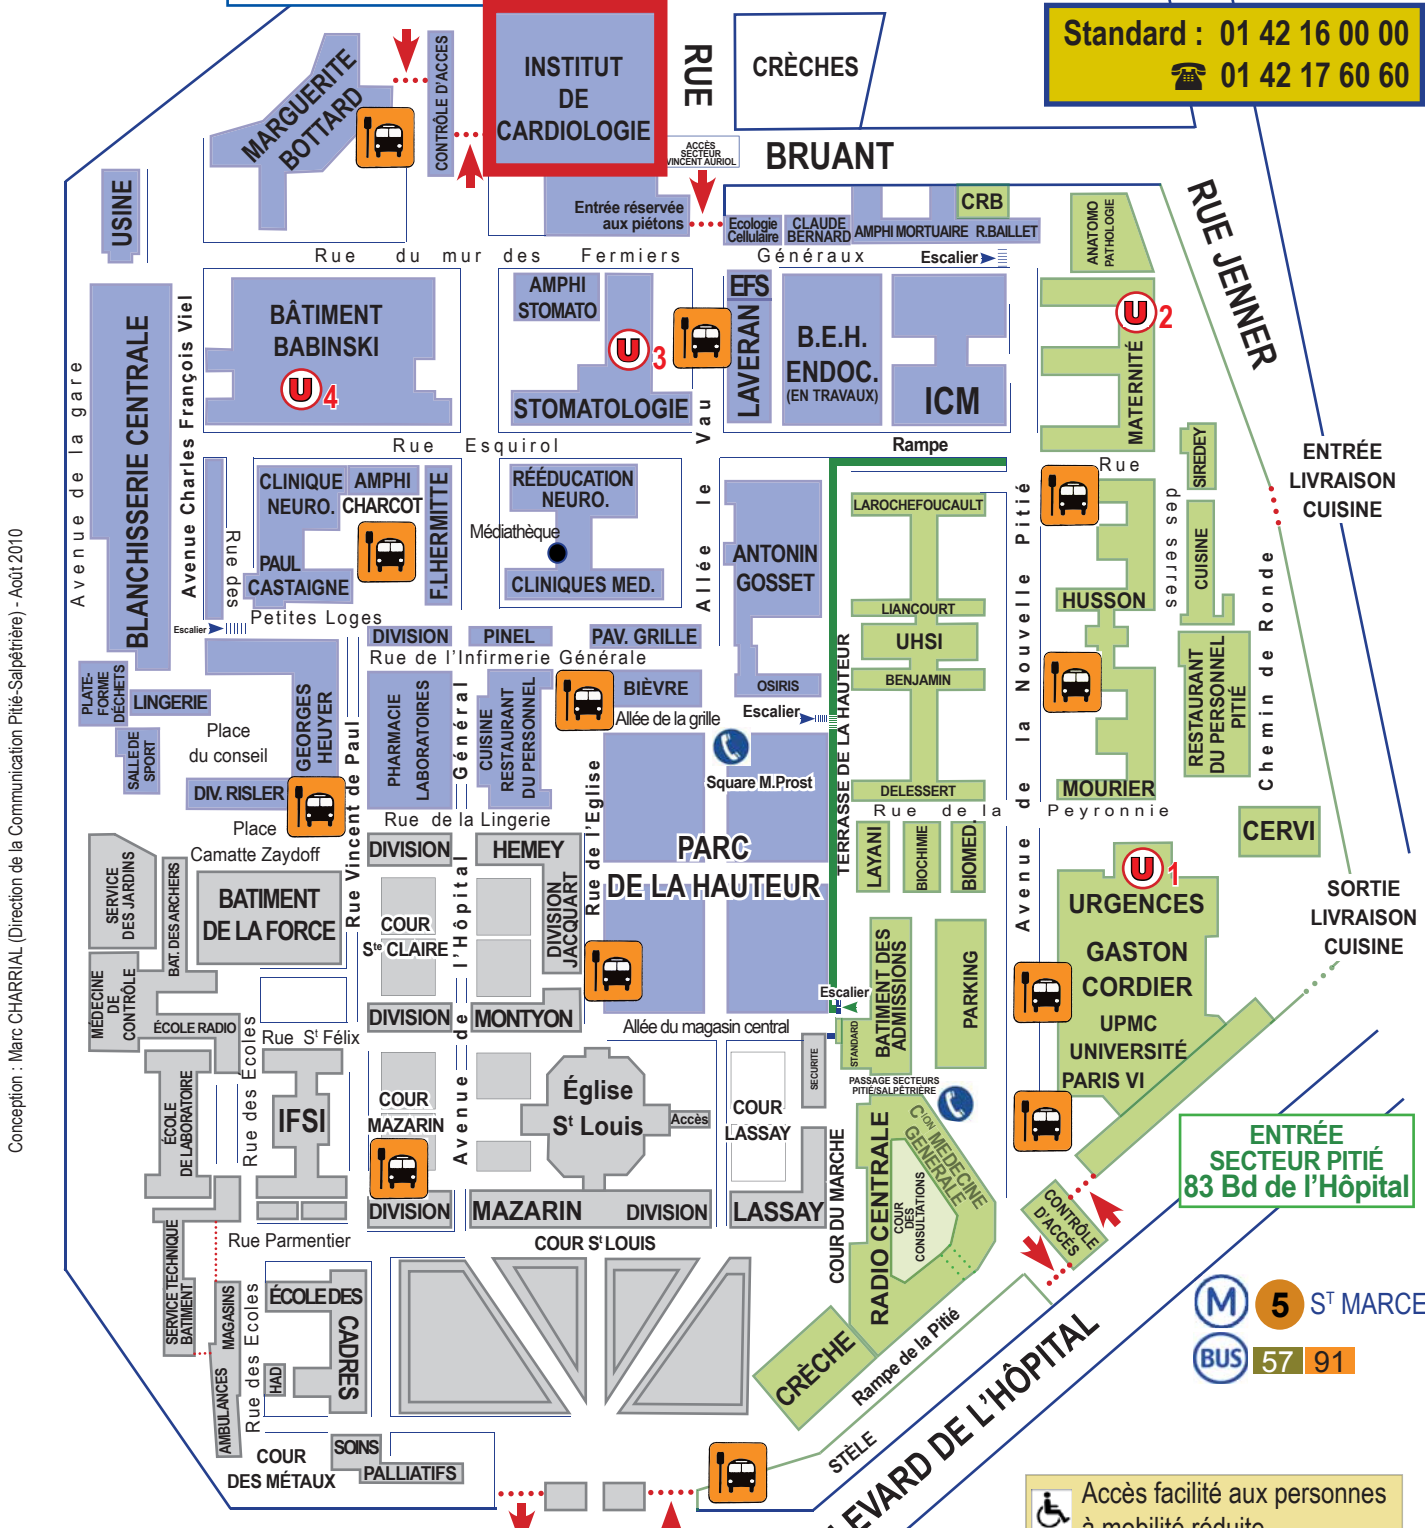 Standard : 01 42 16 00 00
☎ 01 42 17 60 60
INSTITUT
DE
CARDIOLOGIE
RUE
BRUANT
CRÈCHES
MARGUERITE
BOTTARD
CONTRÔLE D'ACCES
ACCÈS
SECTEUR
VINCENT AURIOL
USINE
Entrée réservée
aux piétons
Ecologie
Cellulaire
CLAUDE
BERNARD
AMPHI MORTUAIRE R.BAILLET
CRB
ANATOMO
PATHOLOGIE
RUE JENNER
Rue du mur des Fermiers Généraux
Escalier
BÂTIMENT
BABINSKI
U 4
AMPHI
STOMATO
U 3
STOMATOLOGIE
EFS
LAVERAN
B.E.H.
ENDOC.
(EN TRAVAUX)
ICM
U 2
MATERNITÉ
Avenue de la gare
BLANCHISSERIE CENTRALE
Avenue Charles François Viel
Rue Esquirol
Rampe
Rue
des serres
SIREDEY
ENTRÉE
LIVRAISON
CUISINE
CLINIQUE
NEURO.
AMPHI
CHARCOT
PAUL
CASTAIGNE
F.LHERMITTE
RÉÉDUCATION
NEURO.
Médiathèque
CLINIQUES MED.
Allée le Vau
ANTONIN
GOSSET
OSIRIS
LAROCHEFOUCAULT
LIANCOURT
UHSI
BENJAMIN
DELESSERT
Avenue de la Nouvelle Pitié
HUSSON
MOURIER
CUISINE
RESTAURANT
DU PERSONNEL
PITIÉ
Chemin de Ronde
Rue des
Petites Loges
Escalier
DIVISION
PINEL
PAV. GRILLE
Rue de l'Infirmerie Générale
PLATE-
FORME
DÉCHETS
LINGERIE
SALLE DE
SPORT
Place
du conseil
GEORGES
HEUYER
DIV. RISLER
Rue Vincent de Paul
PHARMACIE
LABORATOIRES
Avenue de l'Hôpital Général
CUISINE
RESTAURANT
DU PERSONNEL
BIÈVRE
Allée de la grille
Escalier
Square M.Prost
TERRASSE DE LA HAUTEUR
Rue de la Peyronnie
Rue de la Lingerie
Rue de l'Eglise
PARC
DE LA HAUTEUR
LAYANI
BIOCHIMIE
BIOMED.
CERVI
U 1
URGENCES
GASTON
CORDIER
UPMC
UNIVERSITÉ
PARIS VI
SORTIE
LIVRAISON
CUISINE
Place
Camatte Zaydoff
SERVICE
DES JARDINS
BAT. DES ARCHERS
BATIMENT
DE LA FORCE
DIVISION
HEMEY
COUR
Ste CLAIRE
DIVISION
JACQUART
MÉDECINE
DE
CONTRÔLE
ÉCOLE RADIO
DIVISION
MONTYON
Escalier
Allée du magasin central
STANDARD
BATIMENT DES
ADMISSIONS
PARKING
Rue St Félix
Rue des Écoles
ÉCOLE
DE LABORATOIRE
IFSI
COUR
MAZARIN
Église
St Louis
Accès
COUR
LASSAY
SECURITE
PASSAGE SECTEURS
PITIÉ/SALPÊTRIÈRE
Cion MEDECINE
GENERALE
COUR
DES
CONSULTATIONS
RADIO CENTRALE
COUR DU MARCHE
DIVISION
MAZARIN DIVISION
LASSAY
ENTRÉE
SECTEUR PITIÉ
83 Bd de l'Hôpital
CONTRÔLE
D'ACCÉS
SERVICE TECHNIQUE
BATIMENT
Rue Parmentier
COUR St LOUIS
MAGASINS
AMBULANCES
Rue des Ecoles
ÉCOLE DES
CADRES
HAD
CRÈCHE
Rampe de la Pitié
M 5 ST MARCE
BUS 57 91
COUR
DES MÉTAUX
SOINS
PALLIATIFS
STÈLE
LEVARD DE L'HÔPITAL
Accès facilité aux personnes
à mobilité réduite
Conception : Marc CHARRIAL (Direction de la Communication Pitié-Salpêtrière) - Août 2010